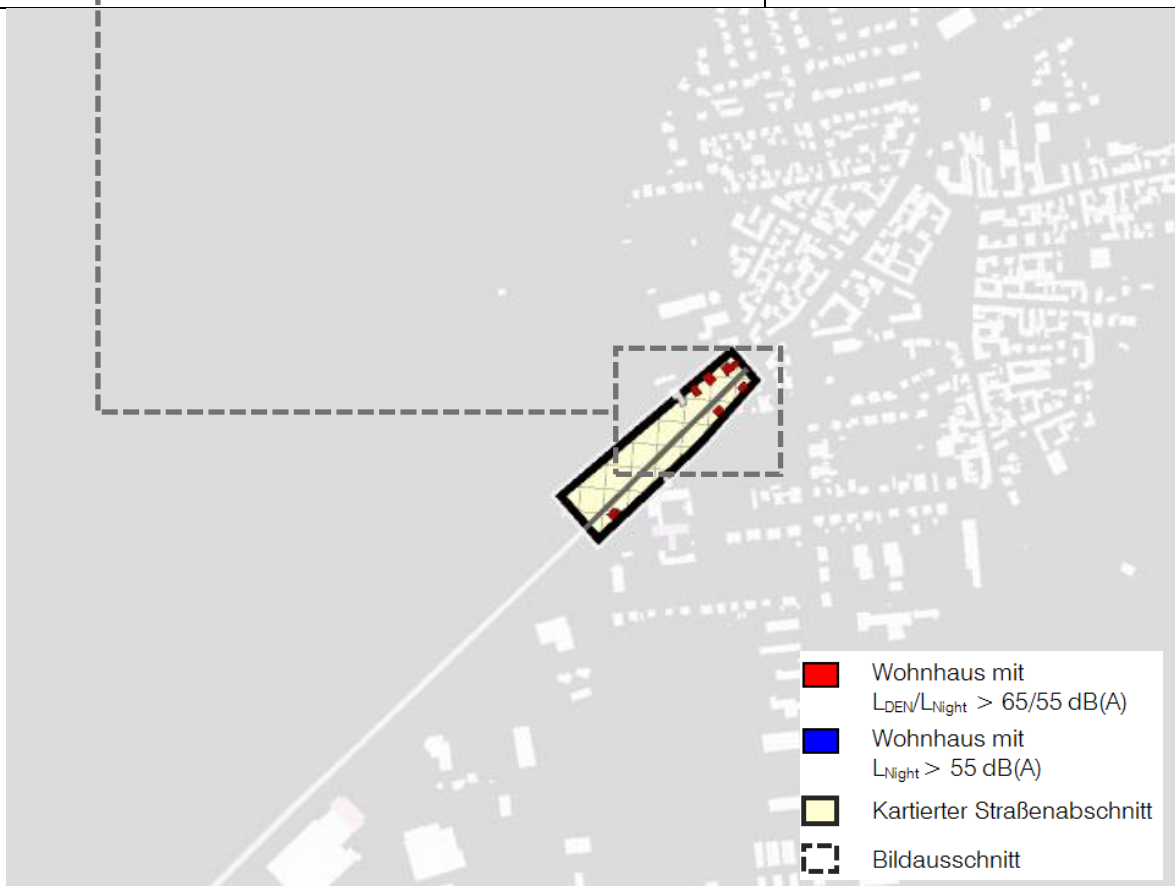 Wohnhaus mit
LDEN/LNight > 65/55 dB(A)
Wohnhaus mit
LNight > 55 dB(A)
Kartierter Straßenabschnitt
Bildausschnitt